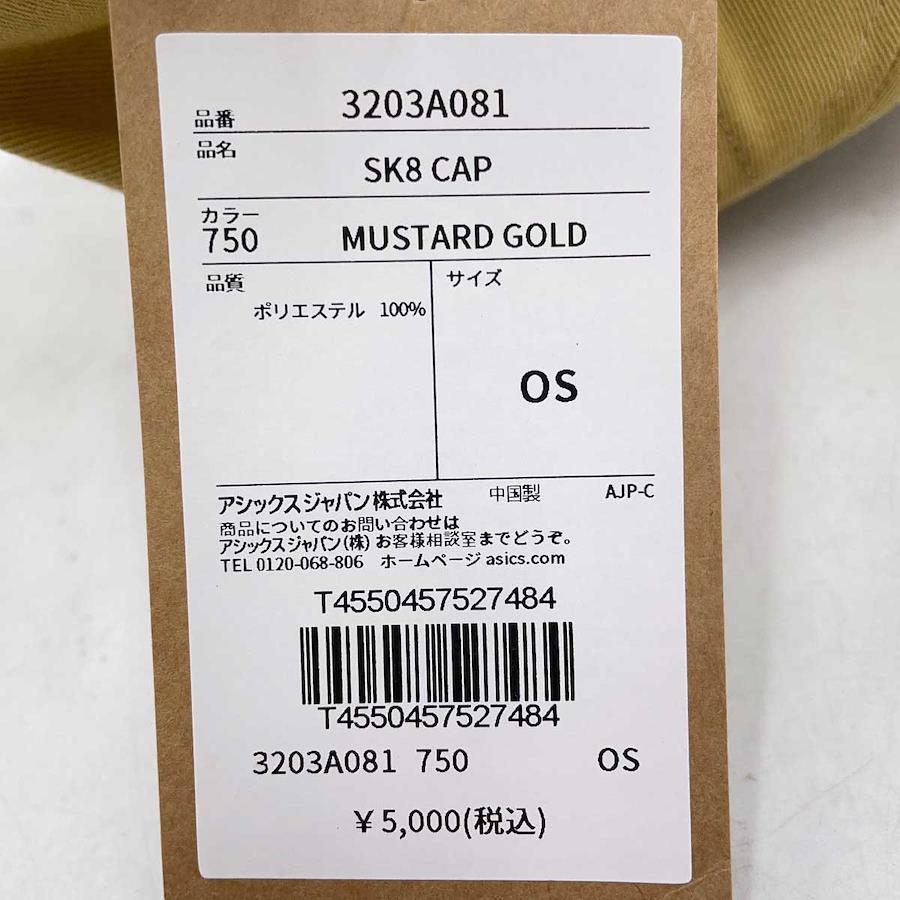 品番 3203A081
品名
SK8 CAP
カラー
750 MUSTARD GOLD
品質 サイズ
ポリエステル 100%
OS
アシックスジャパン株式会社 中国製 AJP-C
商品についてのお問い合わせは
アシックスジャパン(株)お客様相談室までどうぞ。
TEL 0120-068-806 ホームページ asics.com
T4550457527484
T4550457527484
3203A081 750 OS
¥5,000(税込)